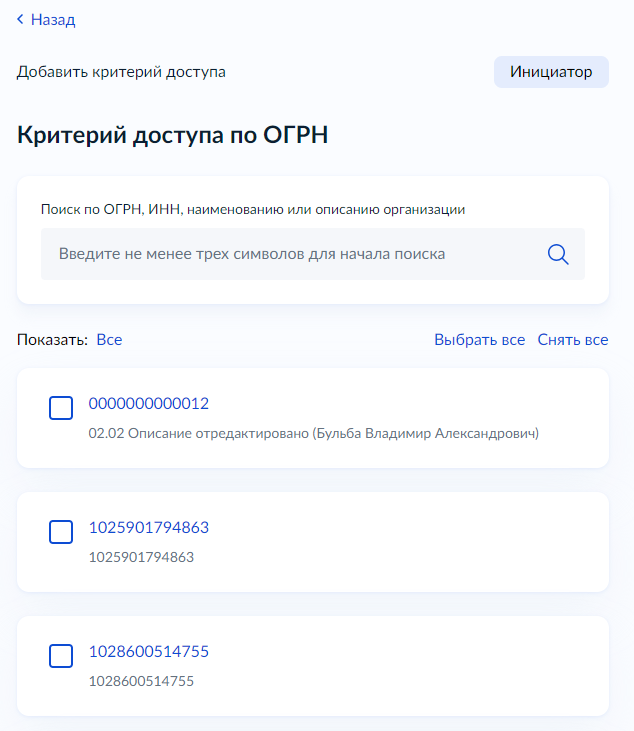 Назад
Добавить критерий доступа
Инициатор
Критерий доступа по ОГРН
Поиск по ОГРН, ИНН, наименованию или описанию организации
Введите не менее трех символов для начала поиска
Показать: Все
Выбрать все Снять все
0000000000012
02.02 Описание отредактировано (Бульба Владимир Александрович)
1025901794863
1025901794863
1028600514755
1028600514755